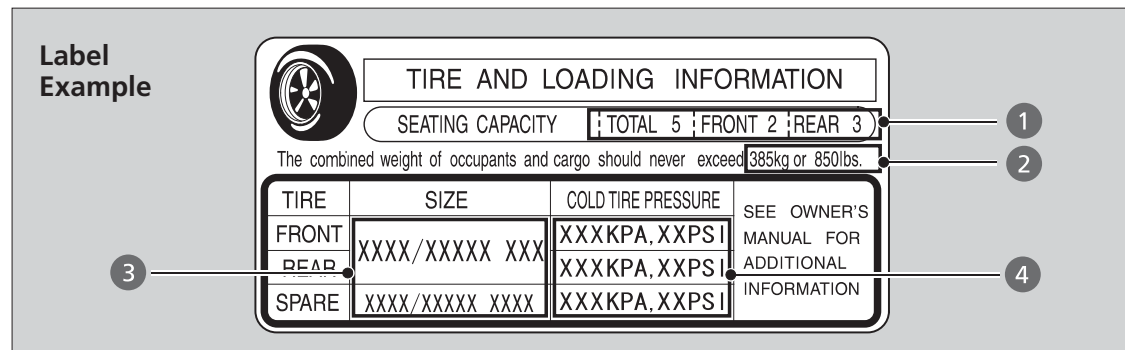 Label
Example
TIRE AND LOADING INFORMATION
SEATING CAPACITY TOTAL 5 FRONT 2 REAR 3
1
The combined weight of occupants and cargo should never exceed 385kg or 850lbs.
2
TIRE SIZE COLD TIRE PRESSURE
SEE OWNER'S
MANUAL FOR
ADDITIONAL
INFORMATION
FRONT XXXX/XXXXX XXX XXXKPA,XXPSI
REAR XXXKPA,XXPSI
SPARE XXXX/XXXXX XXXX XXXKPA,XXPSI
3
4